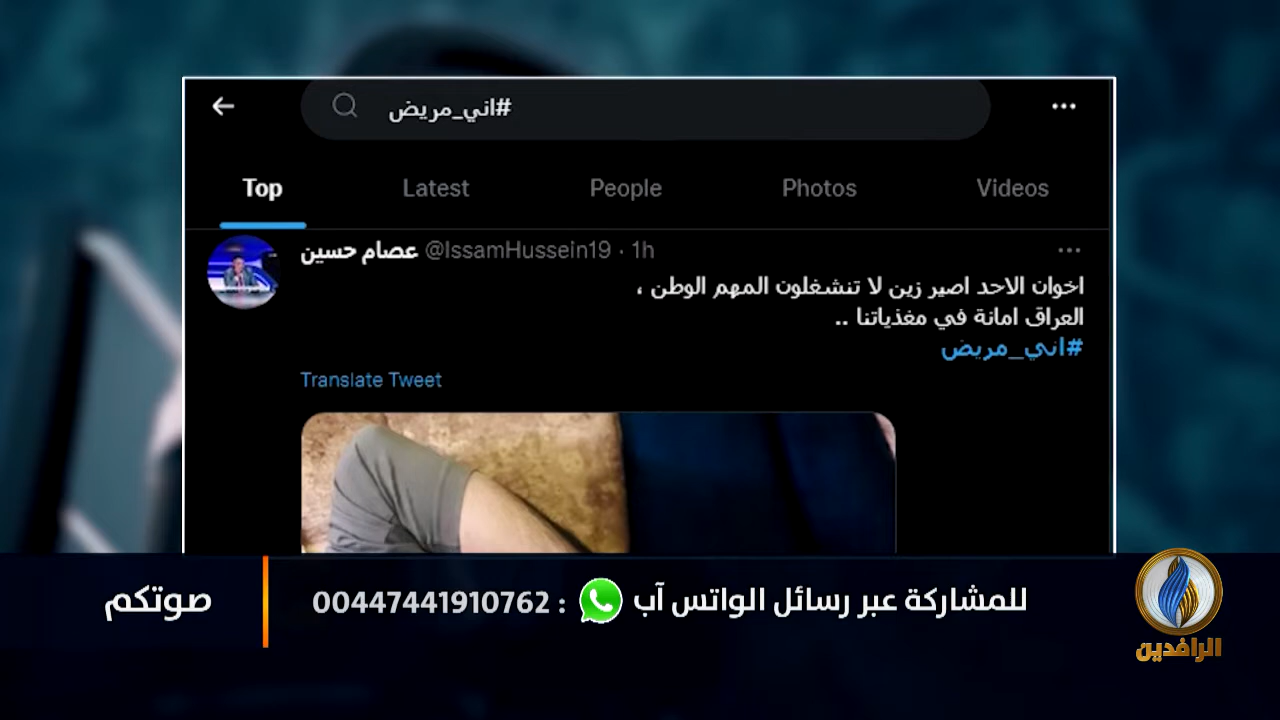 #اني_مريض
Top Latest People Photos Videos
عصام حسين @IssamHussein19 · 1h
اخوان الاحد اصير زين لا تنشغلون المهم الوطن ،
العراق امانة في مغذياتنا ..
#اني_مريض
Translate Tweet
للمشاركة عبر رسائل الواتس آب : 00447441910762
صوتكم
الرافدين